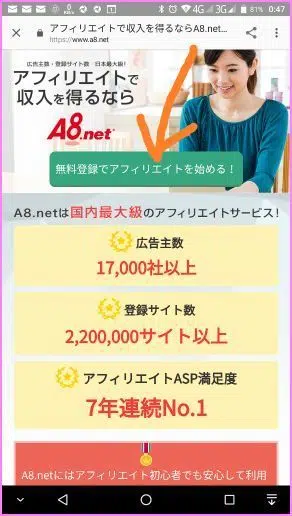 4G 3G 81% 0:47
アフィリエイトで収入を得るならA8.net...
www.a8.net
広告主数・登録サイト数 日本最大級!
アフィリエイトで
収入を得るなら
A8.net
無料登録でアフィリエイトを始める!
A8.netは国内最大級のアフィリエイトサービス!
広告主数
17,000社以上
登録サイト数
2,200,000サイト以上
アフィリエイトASP満足度
7年連続No.1
A8.netにはアフィリエイト初心者でも安心して利用